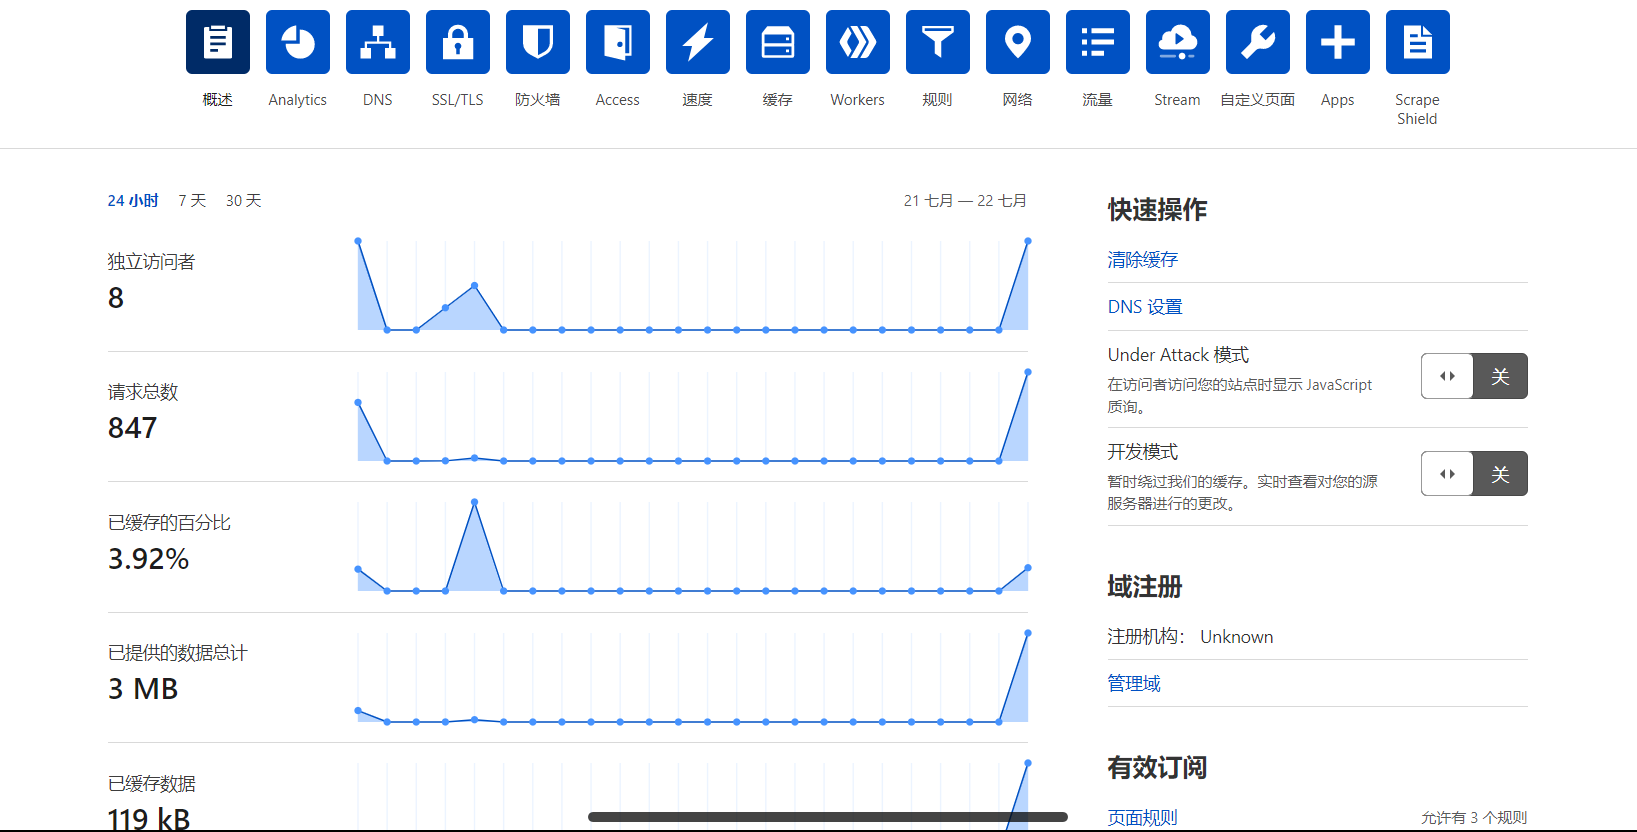 概述
Analytics
DNS
SSL/TLS
防火墙
Access
速度
缓存
Workers
规则
网络
流量
Stream
自定义页面
Apps
Scrape
Shield
24 小时 7 天 30 天
21 七月 — 22 七月
独立访问者
8
请求总数
847
已缓存的百分比
3.92%
已提供的数据总计
3 MB
已缓存数据
119 kB
快速操作
清除缓存
DNS 设置
Under Attack 模式
在访问者访问您的站点时显示 JavaScript
质询。
关
开发模式
暂时绕过我们的缓存。实时查看对您的源
服务器进行的更改。
关
域注册
注册机构： Unknown
管理域
有效订阅
页面规则
允许有 3 个规则